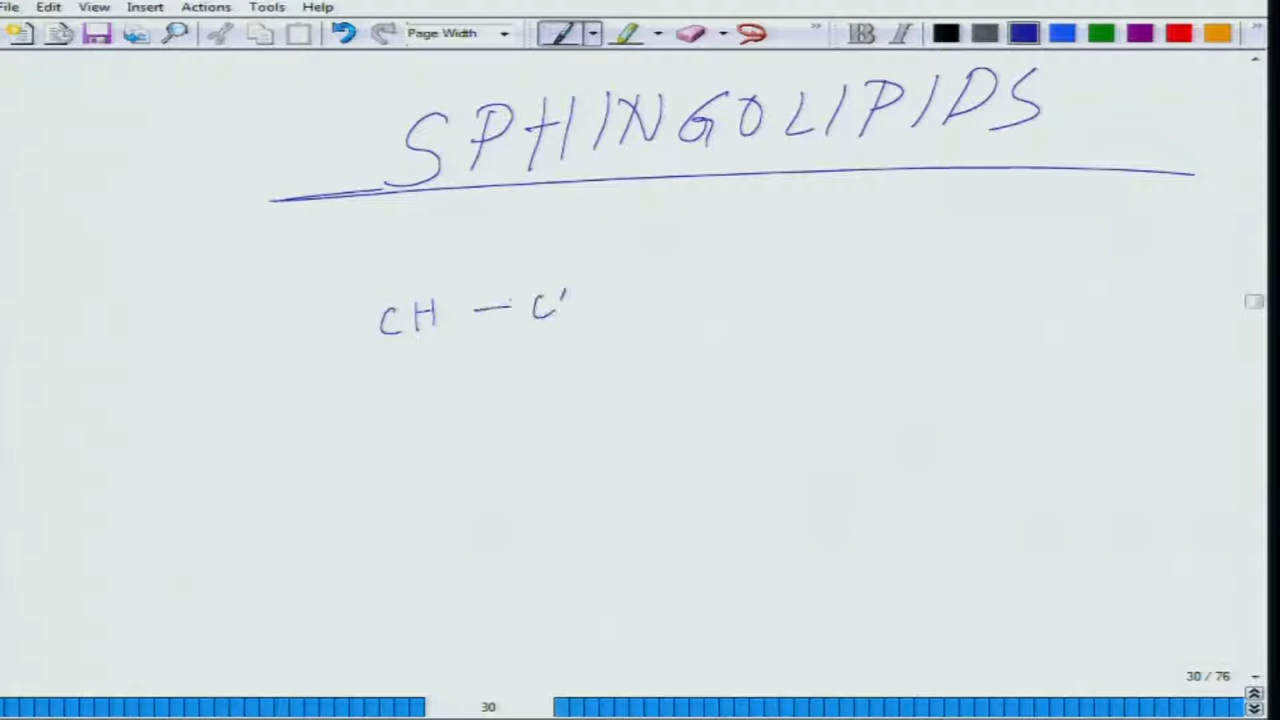 File Edit View Insert Actions Tools Help
Page Width B I
SPHINGOLIPIDS
CH — C'
30 / 76
30